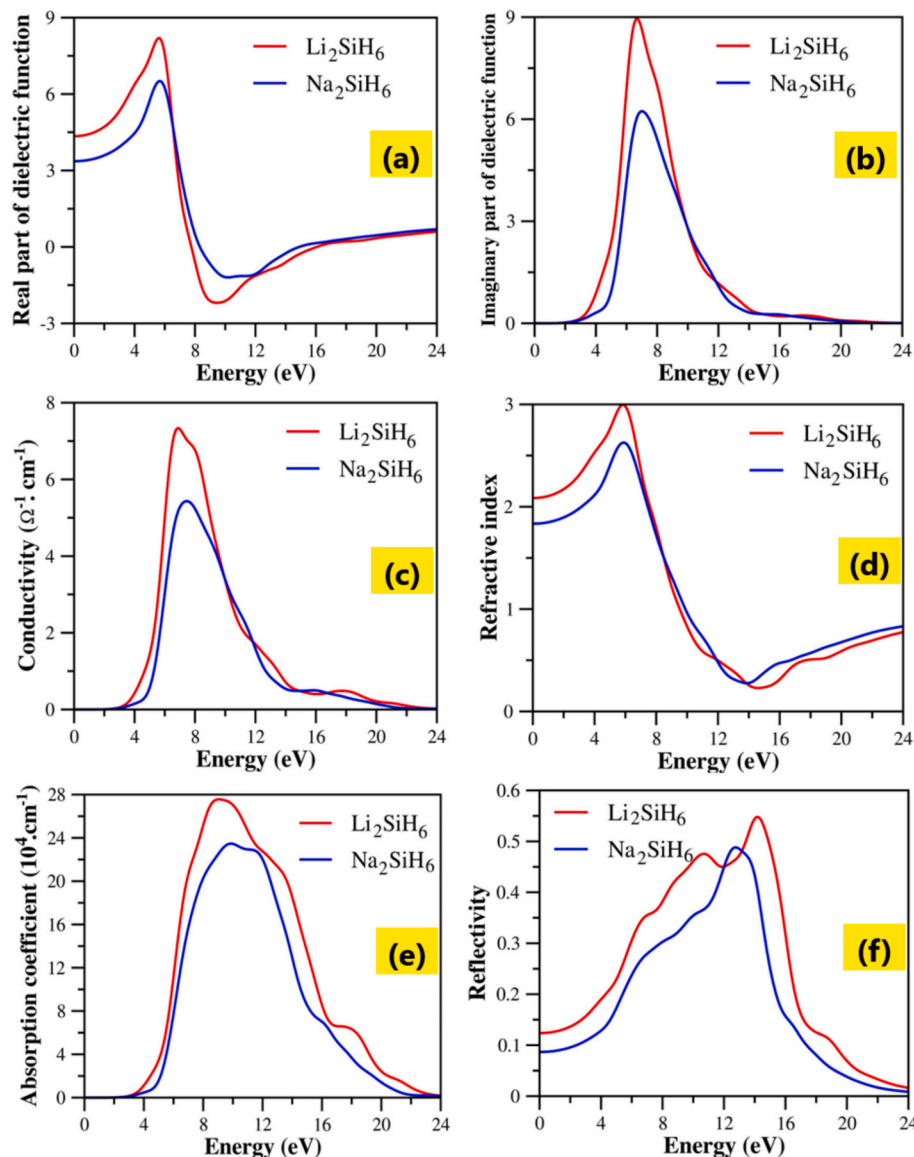 Real part of dielectric function
9
6
3
0
-3
Li₂SiH₆
Na₂SiH₆
(a)
0 4 8 12 16 20 24
Energy (eV)
Imaginary part of dielectric function
9
6
3
0
Li₂SiH₆
Na₂SiH₆
(b)
0 4 8 12 16 20 24
Energy (eV)
Conductivity (Ω⁻¹. cm⁻¹)
8
6
4
2
0
Li₂SiH₆
Na₂SiH₆
(c)
0 4 8 12 16 20 24
Energy (eV)
Refractive index
3
2
1
0
Li₂SiH₆
Na₂SiH₆
(d)
0 4 8 12 16 20 24
Energy (eV)
Absorption coefficient (10⁴.cm⁻¹)
28
24
20
16
12
8
4
0
Li₂SiH₆
Na₂SiH₆
(e)
0 4 8 12 16 20 24
Energy (eV)
Reflectivity
0.6
0.5
0.4
0.3
0.2
0.1
0
Li₂SiH₆
Na₂SiH₆
(f)
0 4 8 12 16 20 24
Energy (eV)